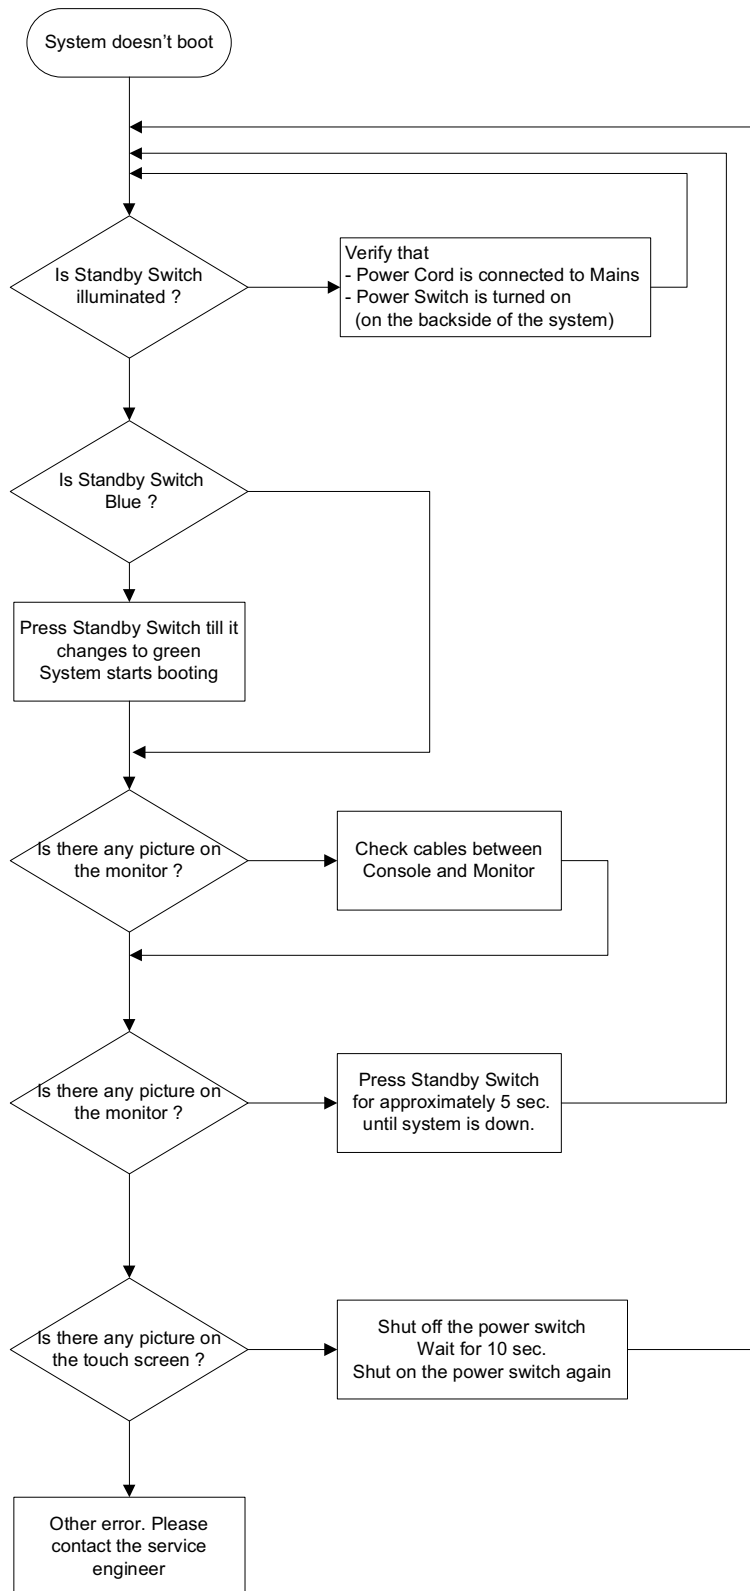 System doesn't boot
Is Standby Switch
illuminated ?
Verify that
- Power Cord is connected to Mains
- Power Switch is turned on
(on the backside of the system)
Is Standby Switch
Blue ?
Press Standby Switch till it
changes to green
System starts booting
Is there any picture on
the monitor ?
Check cables between
Console and Monitor
Is there any picture on
the monitor ?
Press Standby Switch
for approximately 5 sec.
until system is down.
Is there any picture on
the touch screen ?
Shut off the power switch
Wait for 10 sec.
Shut on the power switch again
Other error. Please
contact the service
engineer